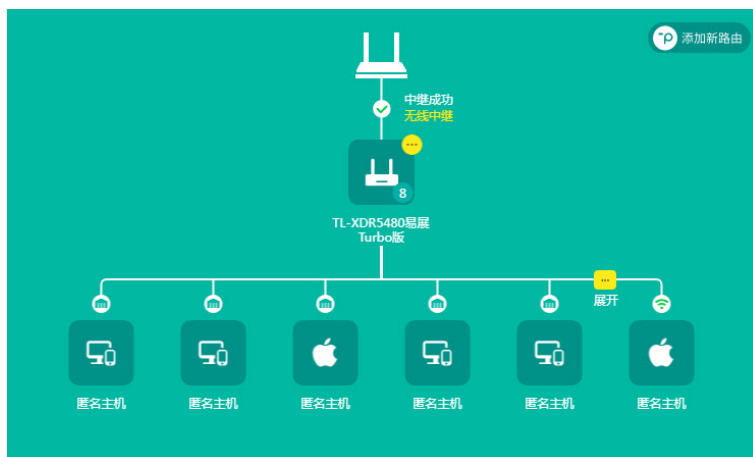 添加新路由
中继成功
无线中继
8
TL-XDR5480易展
Turbo版
展开
匿名主机
匿名主机
匿名主机
匿名主机
匿名主机
匿名主机